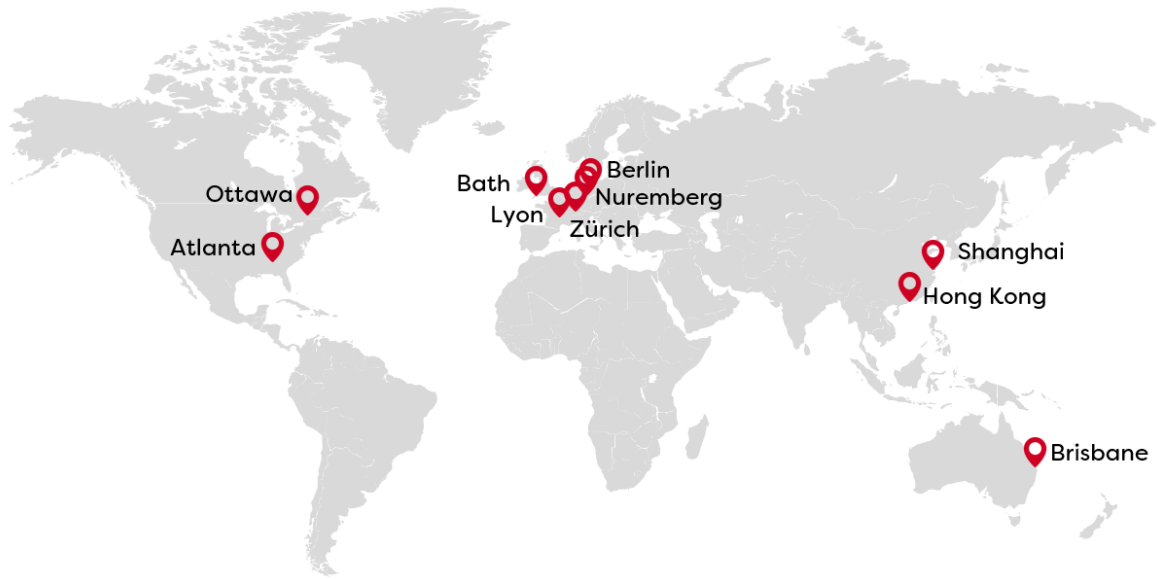 Berlin
Bath
Ottawa
Nuremberg
Lyon
Zürich
Atlanta
Shanghai
Hong Kong
Brisbane